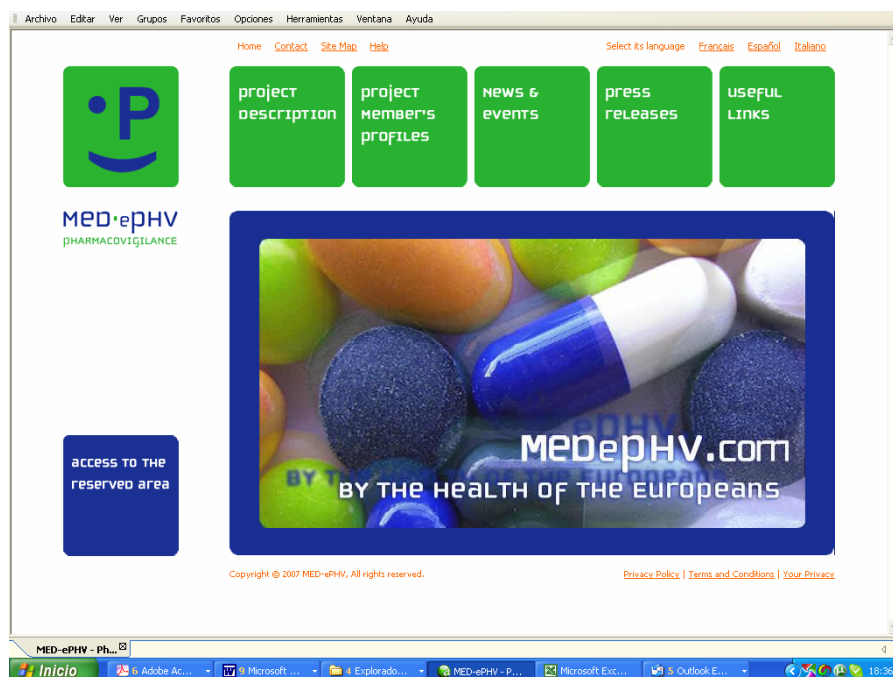 Archivo Editar Ver Grupos Favoritos Opciones Herramientas Ventana Ayuda
Home Contact Site Map Help Select its language Français Español Italiano
P
project description
project member's profiles
news & events
press releases
useful links
MED·ePHV
PHARMACOVIGILANCE
MEDePHV.com
BY THE HEALTH OF THE EUROPEANS
access to the
reserved area
Copyright © 2007 MED-ePHV, All rights reserved. Privacy Policy | Terms and Conditions | Your Privacy
MED-ePHV - Ph...
Inicio 6 Adobe Ac... 9 Microsoft ... 4 Explorado... MED-ePHV - P... Microsoft Exc... 5 Outlook E... 18:36